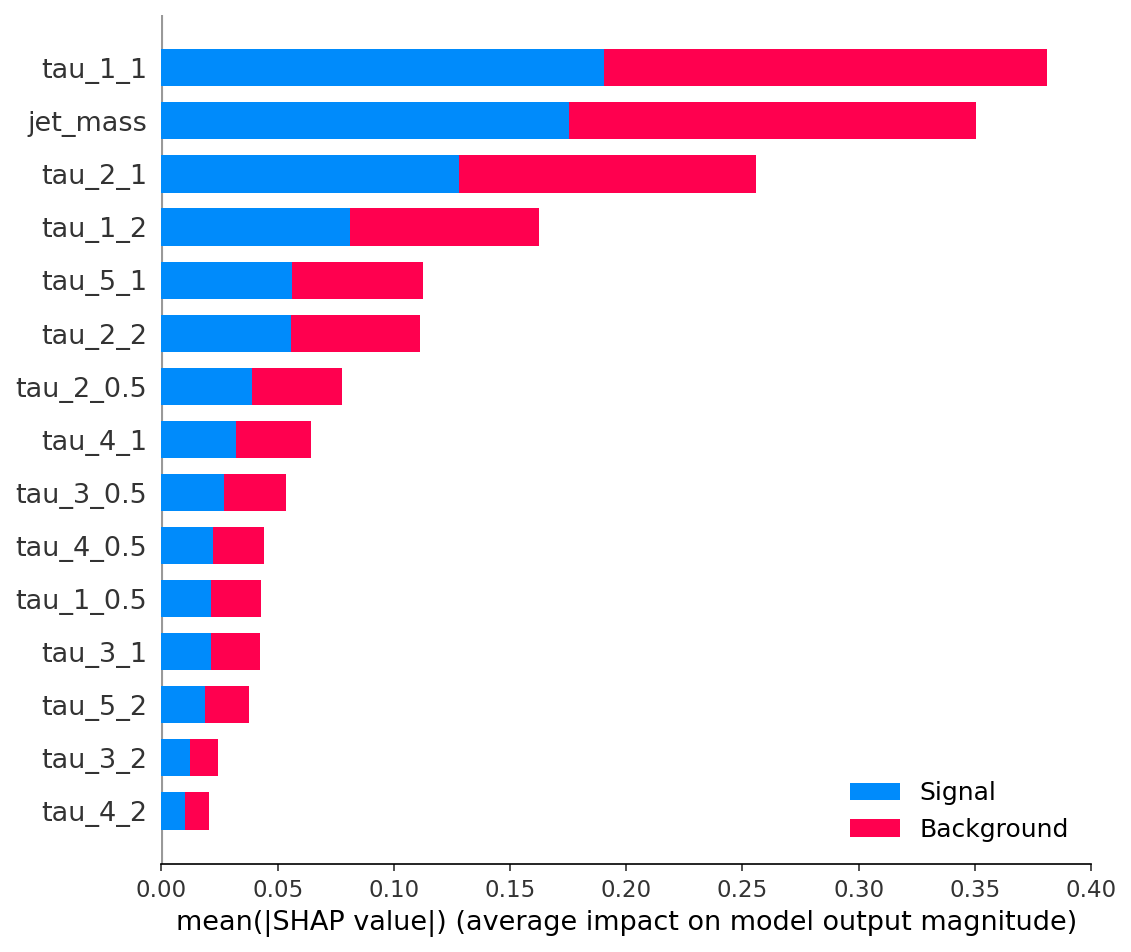 tau_1_1
jet_mass
tau_2_1
tau_1_2
tau_5_1
tau_2_2
tau_2_0.5
tau_4_1
tau_3_0.5
tau_4_0.5
tau_1_0.5
tau_3_1
tau_5_2
tau_3_2
tau_4_2
Signal
Background
0.00 0.05 0.10 0.15 0.20 0.25 0.30 0.35 0.40
mean(|SHAP value|) (average impact on model output magnitude)